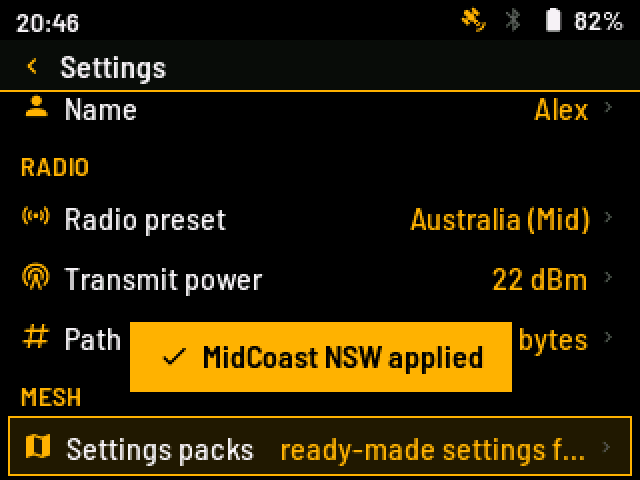 20:46 82%
Settings
Name Alex
RADIO
Radio preset Australia (Mid)
Transmit power 22 dBm
Path bytes
MidCoast NSW applied
MESH
Settings packs ready-made settings f...